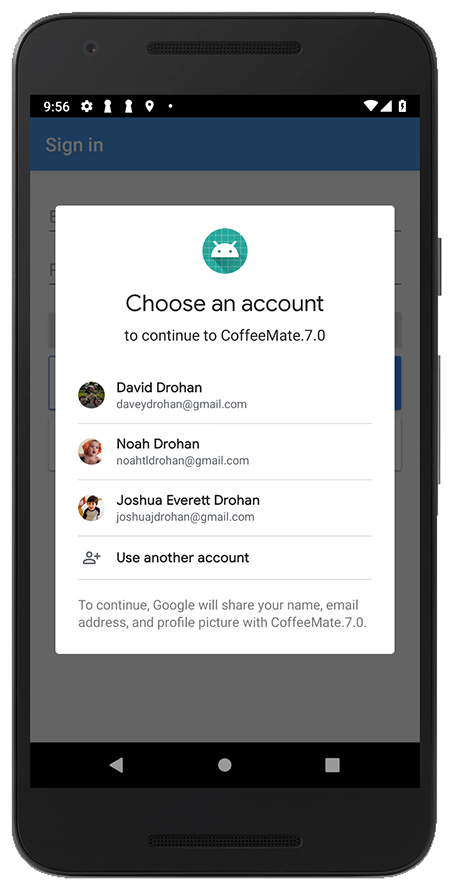 9:56
Sign in
Choose an account
to continue to CoffeeMate.7.0
David Drohan
daveydrohan@gmail.com
Noah Drohan
noahtldrohan@gmail.com
Joshua Everett Drohan
joshuajdrohan@gmail.com
Use another account
To continue, Google will share your name, email
address, and profile picture with CoffeeMate.7.0.